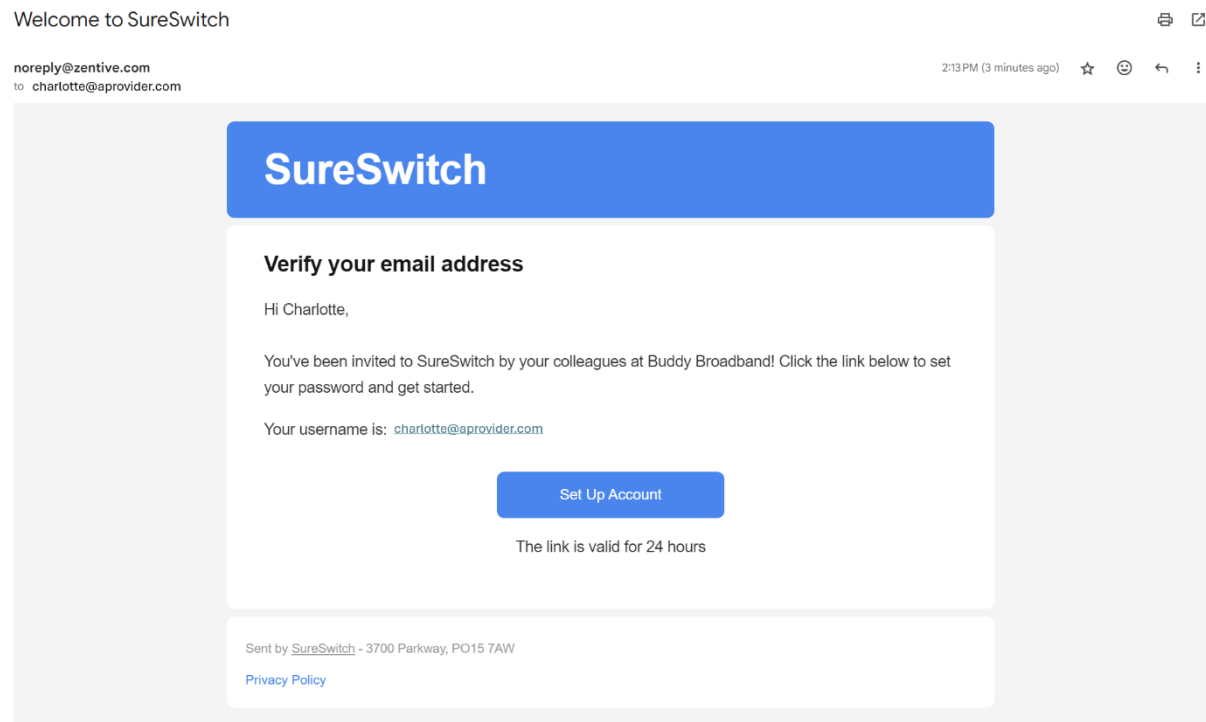 Welcome to SureSwitch
noreply@zentive.com
2:13 PM (3 minutes ago)
to charlotte@aprovider.com
SureSwitch
Verify your email address
Hi Charlotte,
You've been invited to SureSwitch by your colleagues at Buddy Broadband! Click the link below to set
your password and get started.
Your username is: charlotte@aprovider.com
Set Up Account
The link is valid for 24 hours
Sent by SureSwitch - 3700 Parkway, PO15 7AW
Privacy Policy